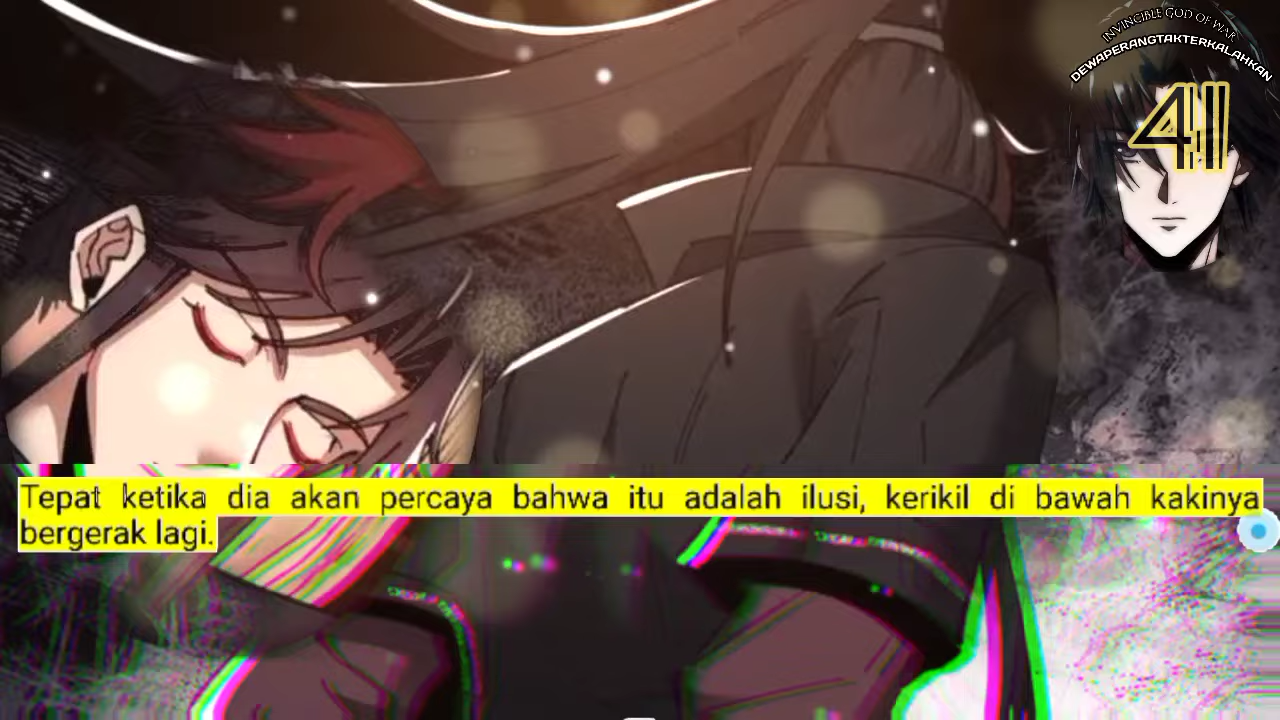 INVINCIBLE GOD OF WAR
DEWAPERANGTAKTERKALAHKAN
41
Tepat ketika dia akan percaya bahwa itu adalah ilusi, kerikil di bawah kakinya
bergerak lagi.